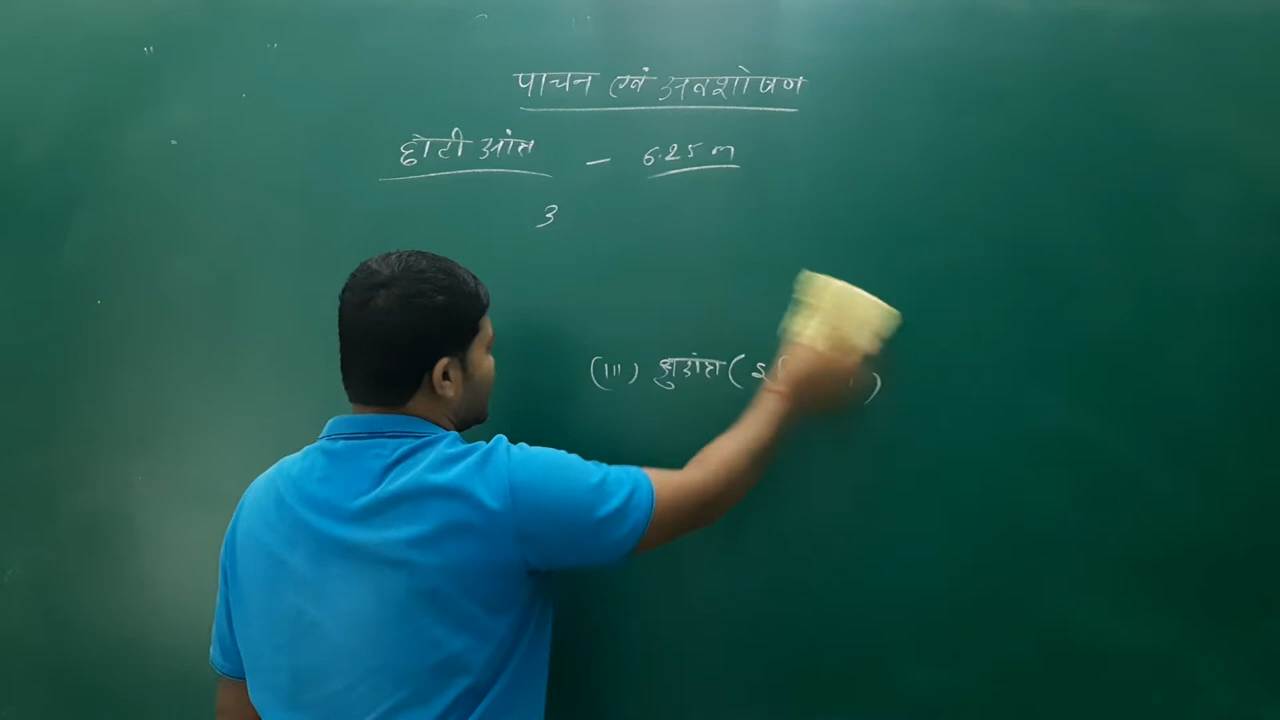 पाचन एवं अवशोषण
छोटी आंत - 6.25 m
3
(iii) क्षुद्रांत्र (
)